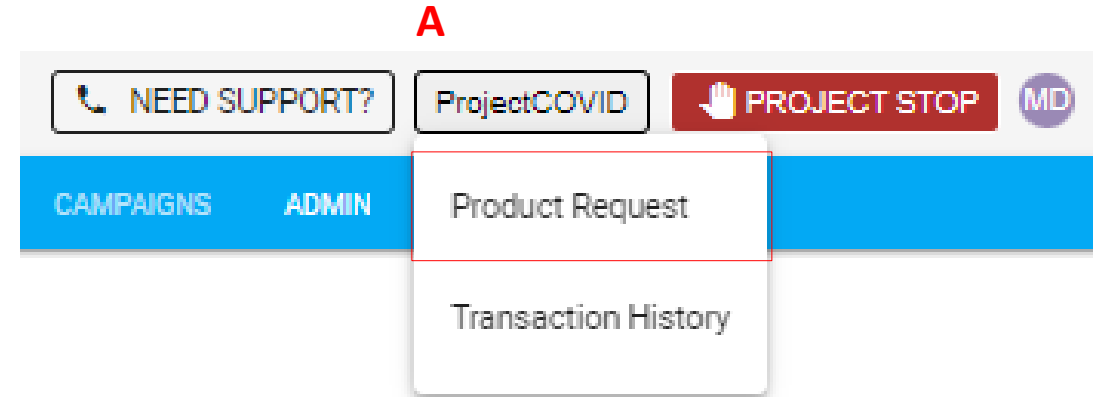 A
NEED SUPPORT?
ProjectCOVID
PROJECT STOP
MD
CAMPAIGNS
ADMIN
Product Request
Transaction History